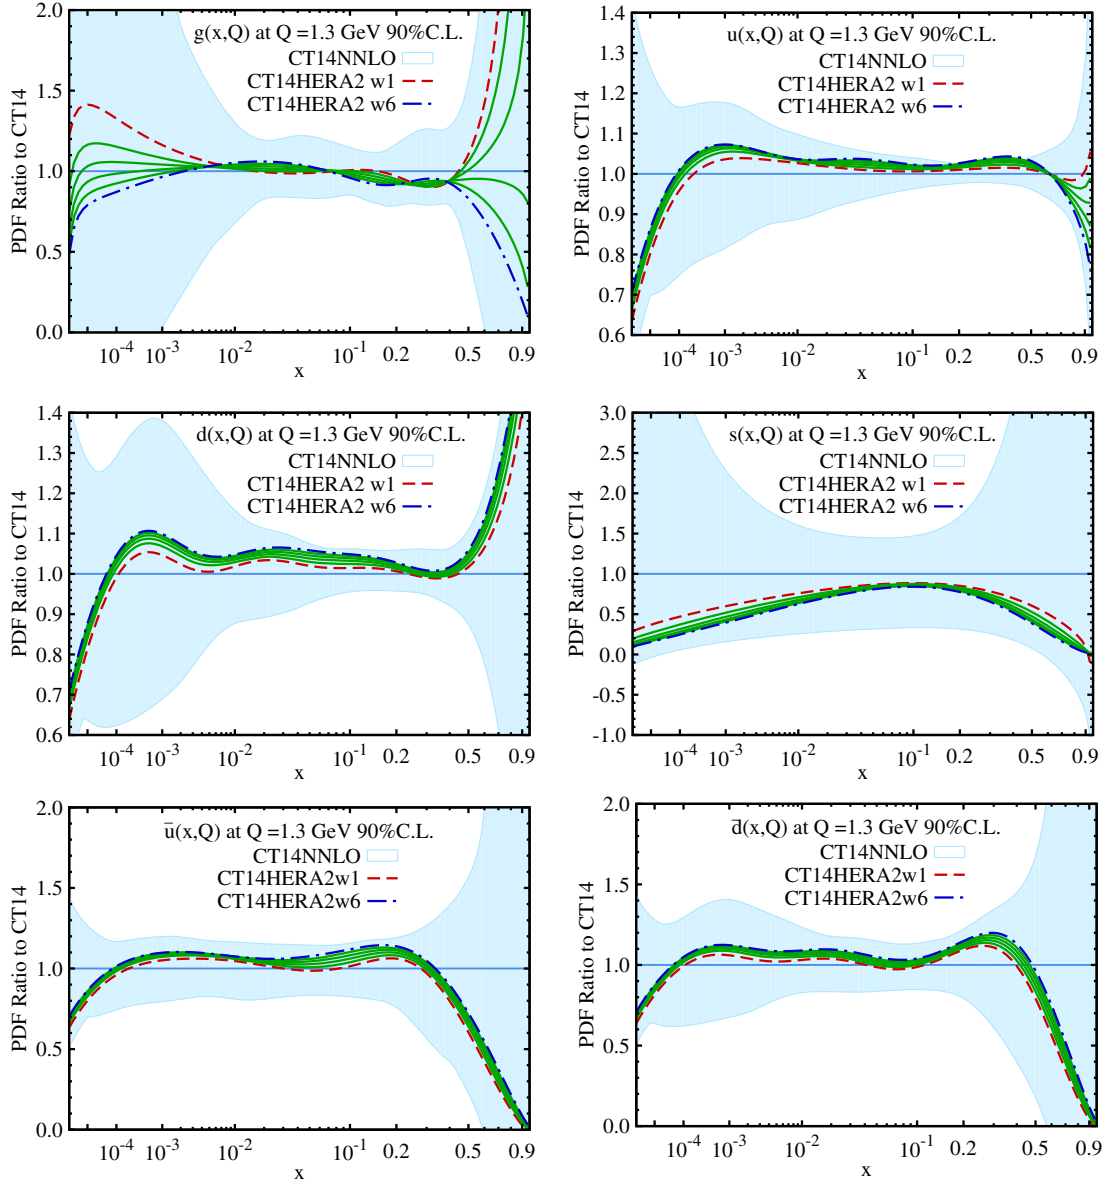 g(x,Q) at Q =1.3 GeV 90%C.L.
CT14NNLO
CT14HERA2 w1
CT14HERA2 w6
PDF Ratio to CT14
2.0
1.5
1.0
0.5
0.0
10-4 10-3 10-2 10-1 0.2 0.5 0.9
x
u(x,Q) at Q =1.3 GeV 90%C.L.
CT14NNLO
CT14HERA2 w1
CT14HERA2 w6
PDF Ratio to CT14
1.4
1.3
1.2
1.1
1.0
0.9
0.8
0.7
0.6
10-4 10-3 10-2 10-1 0.2 0.5 0.9
x
d(x,Q) at Q =1.3 GeV 90%C.L.
CT14NNLO
CT14HERA2 w1
CT14HERA2 w6
PDF Ratio to CT14
1.4
1.3
1.2
1.1
1.0
0.9
0.8
0.7
0.6
10-4 10-3 10-2 10-1 0.2 0.5 0.9
x
s(x,Q) at Q =1.3 GeV 90%C.L.
CT14NNLO
CT14HERA2 w1
CT14HERA2 w6
PDF Ratio to CT14
3.0
2.5
2.0
1.5
1.0
0.5
0.0
-0.5
-1.0
10-4 10-3 10-2 10-1 0.2 0.5 0.9
x
ū(x,Q) at Q =1.3 GeV 90%C.L.
CT14NNLO
CT14HERA2w1
CT14HERA2w6
PDF Ratio to CT14
2.0
1.5
1.0
0.5
0.0
10-4 10-3 10-2 10-1 0.2 0.5 0.9
x
d̄(x,Q) at Q =1.3 GeV 90%C.L.
CT14NNLO
CT14HERA2w1
CT14HERA2w6
PDF Ratio to CT14
2.0
1.5
1.0
0.5
0.0
10-4 10-3 10-2 10-1 0.2 0.5 0.9
x